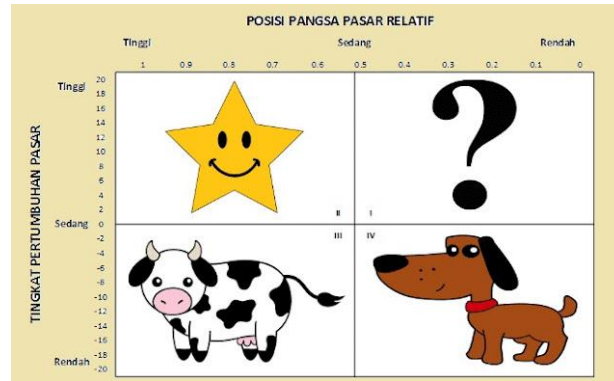 POSISI PANGSA PASAR RELATIF
Tinggi Sedang Rendah
1 0.9 0.8 0.7 0.6 0.5 0.4 0.3 0.2 0.1 0
TINGKAT PERTUMBUHAN PASAR
Tinggi 20
18
16
14
12
10
8
6
4
2
Sedang 0
-2
-4
-6
-8
-10
-12
-14
-16
-18
Rendah -20
?
II I
III IV